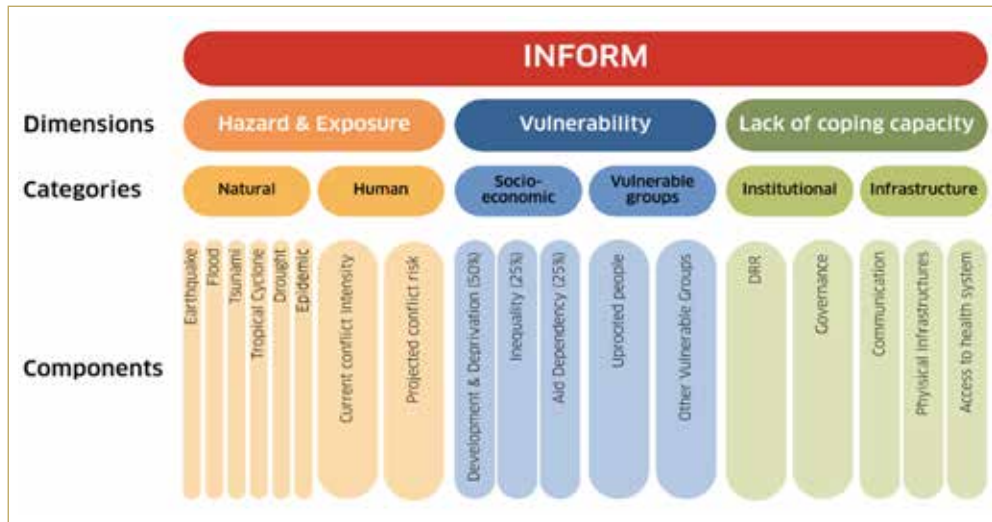 INFORM
Dimensions
Hazard & Exposure
Vulnerability
Lack of coping capacity
Categories
Natural
Human
Socio-
economic
Vulnerable
groups
Institutional
Infrastructure
Components
Earthquake
Flood
Tsunami
Tropical Cyclone
Drought
Epidemic
Current conflict intensity
Projected conflict risk
Development & Deprivation (50%)
Inequality (25%)
Aid Dependency (25%)
Uprooted people
Other Vulnerable Groups
DRR
Governance
Communication
Phyisical Infrastructures
Access to health system